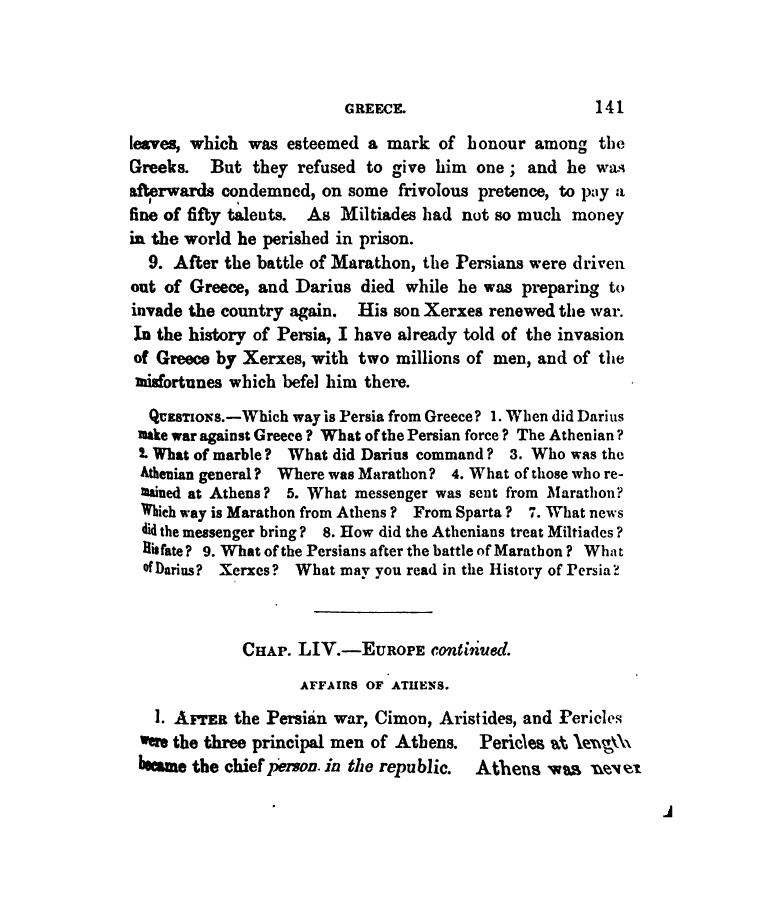 GREECE. 141
leaves, which was esteemed a mark of honour among the
Greeks. But they refused to give him one; and he was
afterwards condemned, on some frivolous pretence, to pay a
fine of fifty talents. As Miltiades had not so much money
in the world he perished in prison.
9. After the battle of Marathon, the Persians were driven
out of Greece, and Darius died while he was preparing to
invade the country again. His son Xerxes renewed the war.
In the history of Persia, I have already told of the invasion
of Greece by Xerxes, with two millions of men, and of the
misfortunes which befel him there.
QUESTIONS.—Which way is Persia from Greece? 1. When did Darius
make war against Greece? What of the Persian force? The Athenian?
2. What of marble? What did Darius command? 3. Who was the
Athenian general? Where was Marathon? 4. What of those who re-
mained at Athens? 5. What messenger was sent from Marathon?
Which way is Marathon from Athens? From Sparta? 7. What news
did the messenger bring? 8. How did the Athenians treat Miltiades?
His fate? 9. What of the Persians after the battle of Marathon? What
of Darius? Xerxes? What may you read in the History of Persia?
CHAP. LIV.—EUROPE continued.
AFFAIRS OF ATHENS.
1. AFTER the Persian war, Cimon, Aristides, and Pericles
were the three principal men of Athens. Pericles at length
became the chief person in the republic. Athens was never